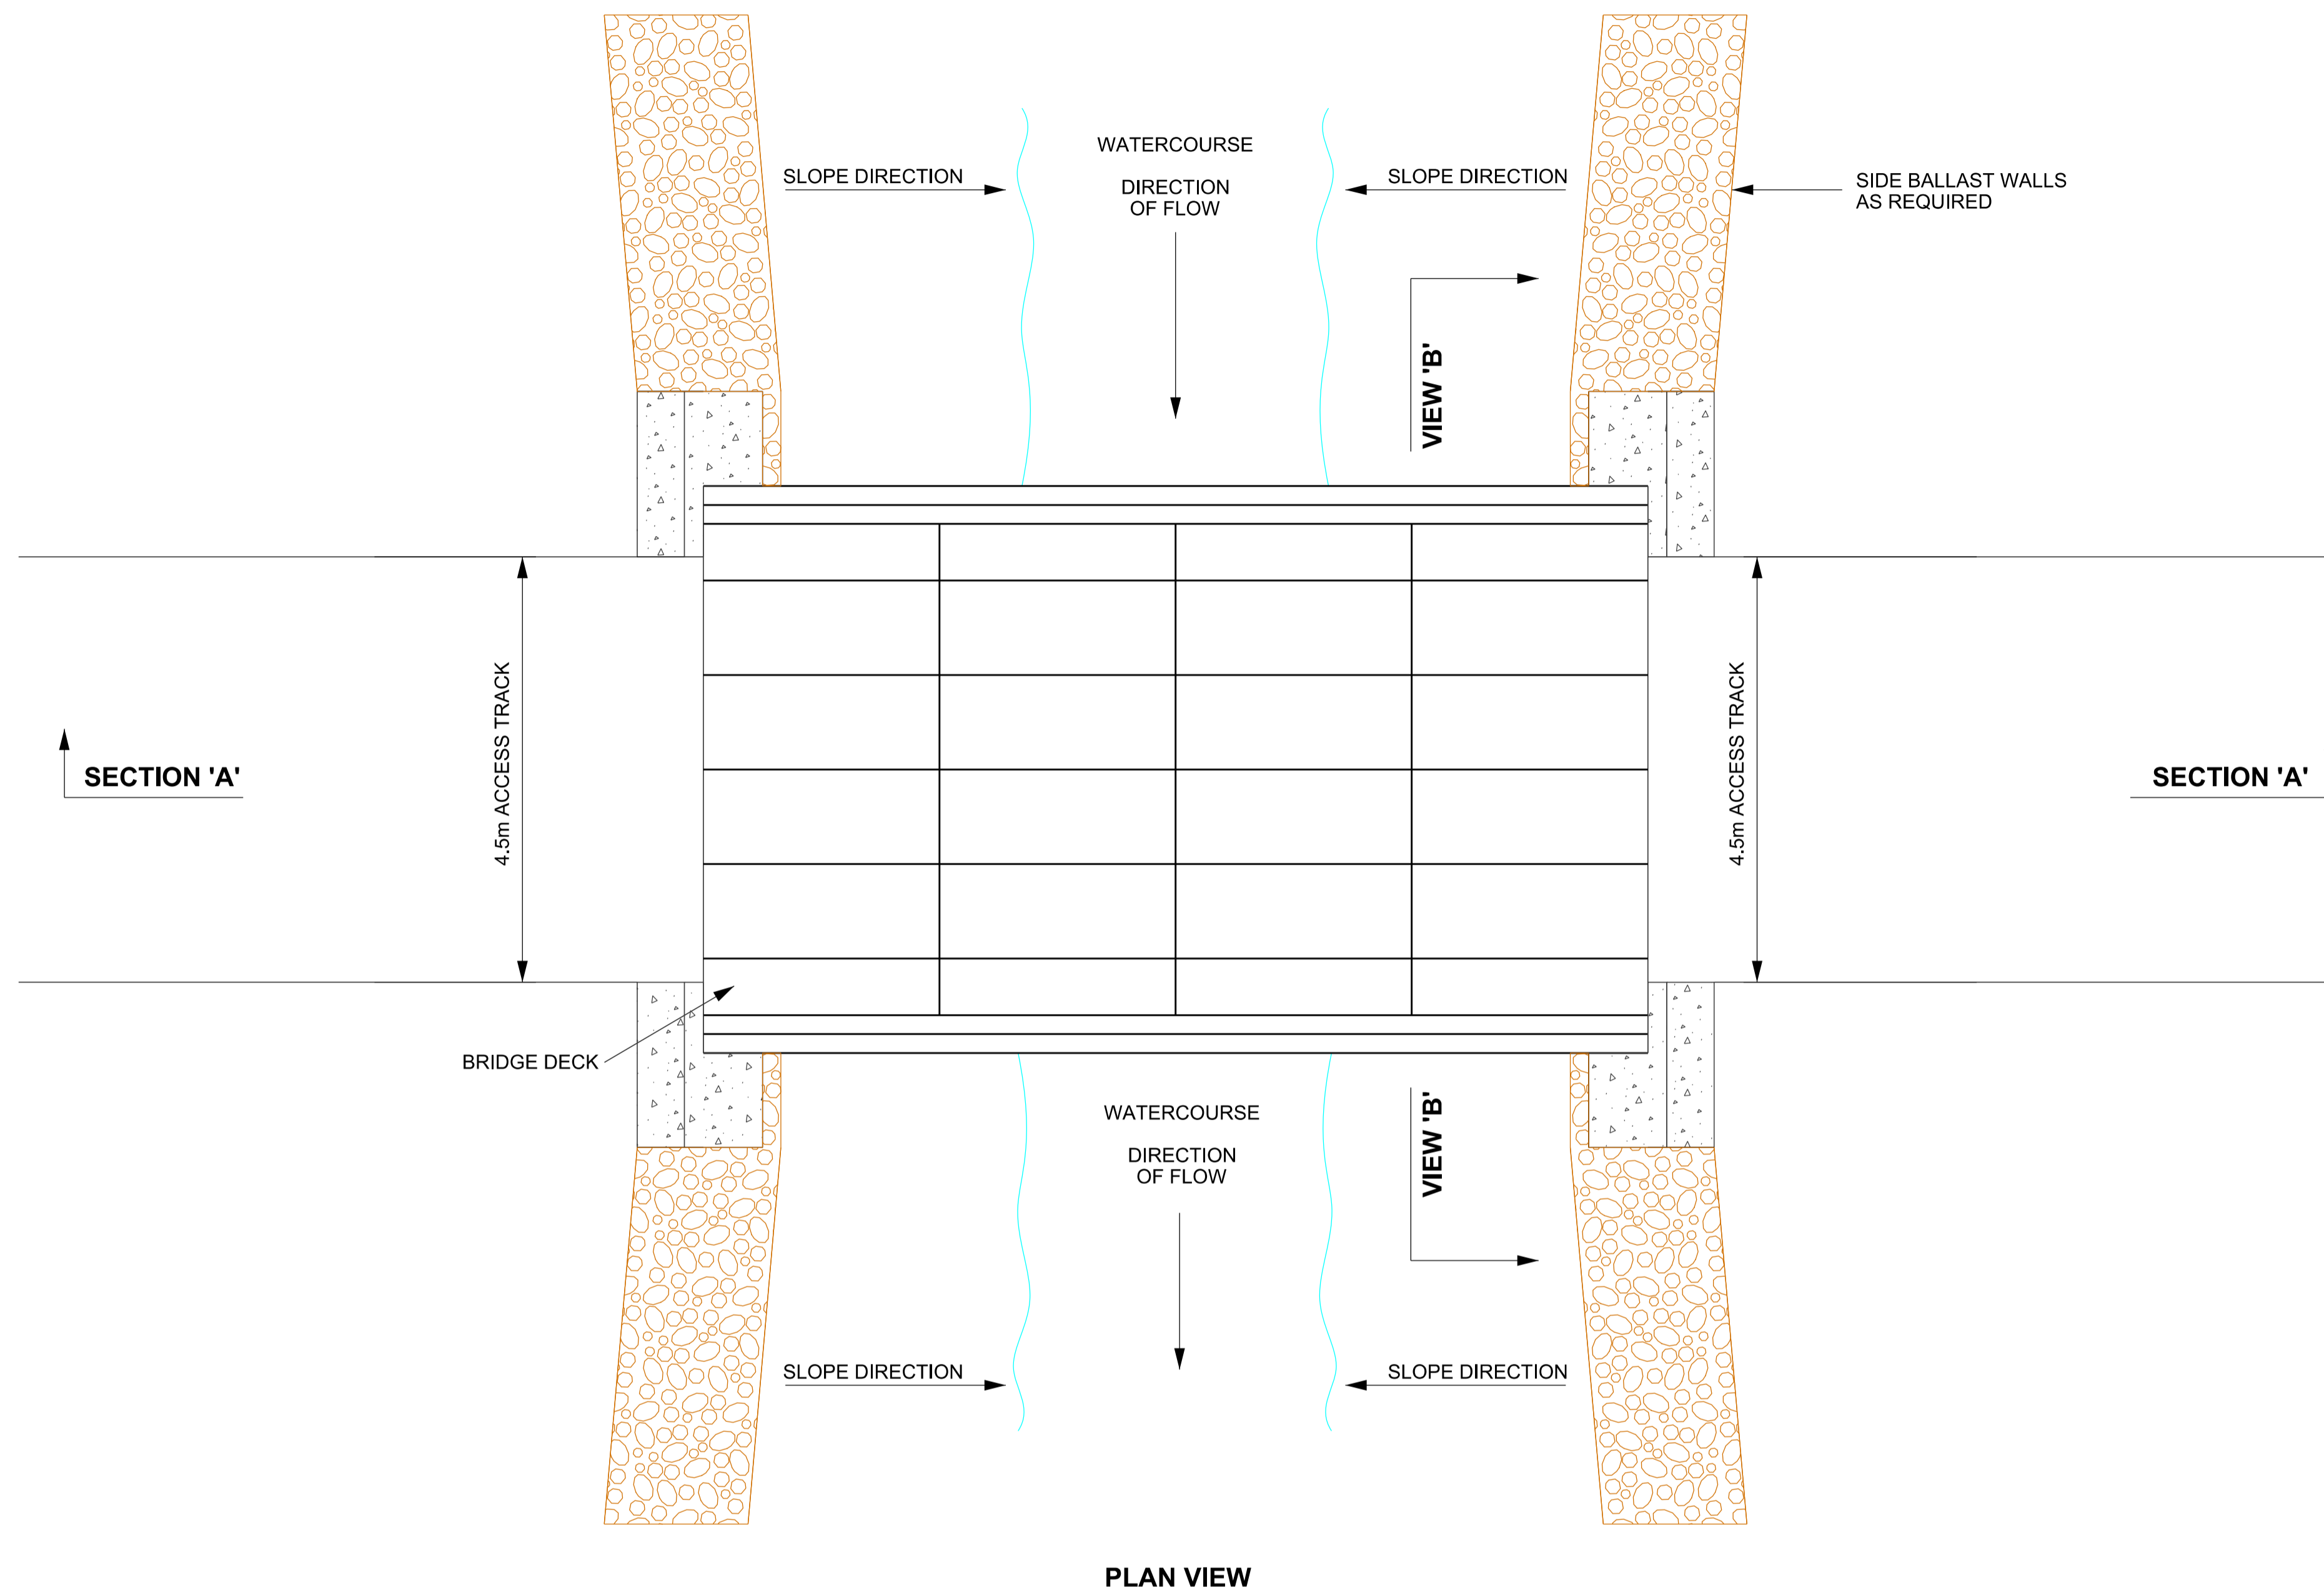 WATERCOURSE
DIRECTION
OF FLOW
SLOPE DIRECTION
SLOPE DIRECTION
SIDE BALLAST WALLS
AS REQUIRED
VIEW 'B'
4.5m ACCESS TRACK
4.5m ACCESS TRACK
SECTION 'A'
SECTION 'A'
BRIDGE DECK
WATERCOURSE
DIRECTION
OF FLOW
VIEW 'B'
SLOPE DIRECTION
SLOPE DIRECTION
PLAN VIEW